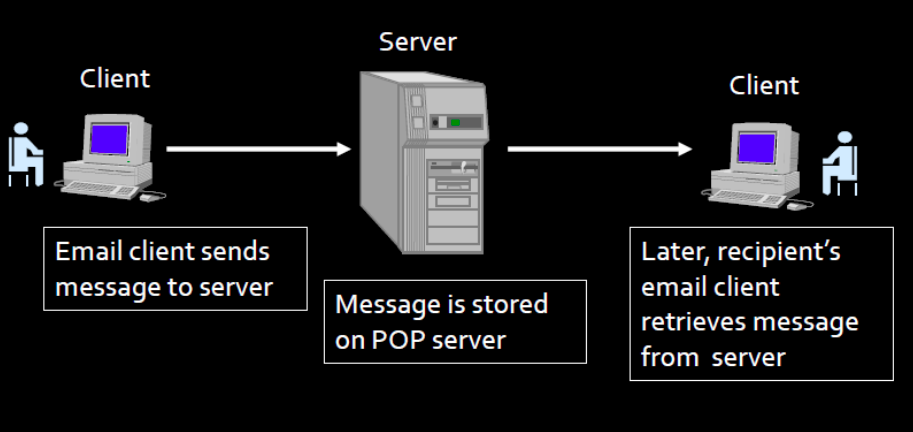 Client
Server
Client
Email client sends
message to server
Message is stored
on POP server
Later, recipient's
email client
retrieves message
from server